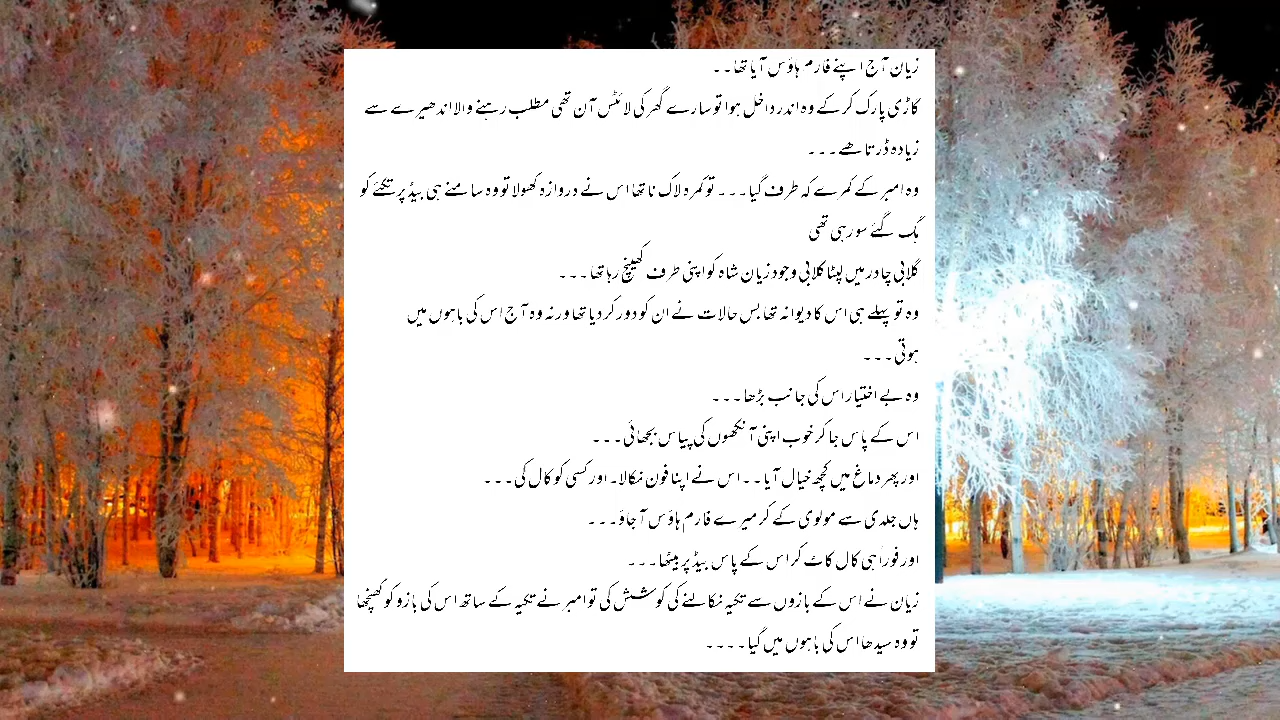 زیان آج اپنے فارم ہاؤس آیا تھا۔۔
کاڑی پارک کر کے وہ اندر داخل ہوا تو سارے گھر کی لائٹس آن تھی مطلب رہنے والا اندھیرے سے
زیادہ ڈرتا ھے۔۔۔
وہ امبر کے کمرے کہ طرف گیا۔۔۔ تو کمرہ لاک نا تھا اس نے دروازہ کھولا تو وہ سامنے ہی بیڈ پر تکئے کو
ہگ کئے سو رہی تھی
گلابی چادر میں لپٹا گلابی وجود زیان شاہ کو اپنی طرف کھینچ رہا تھا۔۔۔
وہ تو پہلے ہی اس کا دیوانہ تھا بس حالات نے ان کو دور کر دیا تھا ورنہ وہ آج اس کی باہوں میں
ہوتی۔۔۔
وہ بے اختیار اس کی جانب بڑھا۔۔۔
اس کے پاس جا کر خوب اپنی آنکھوں کی پیاس بجھائی۔۔۔
اور پھر دماغ میں کچھ خیال آیا۔۔اس نے اپنا فون نکالا۔ اور کسی کو کال کی۔۔۔
ہاں جلدی سے مولوی کے کر میرے فارم ہاؤس آ جاؤ۔۔۔
اور فوراً ہی کال کاٹ کر اس کے پاس بیڈ پر بیٹھا۔۔۔
زیان نے اس کے بازوں سے تکیہ نکالنے کی کوشش کی تو امبر نے تکیہ کے ساتھ اس کی بازو کو کھینچا
تو وہ سیدھا اس کی باہوں میں گیا۔۔۔۔